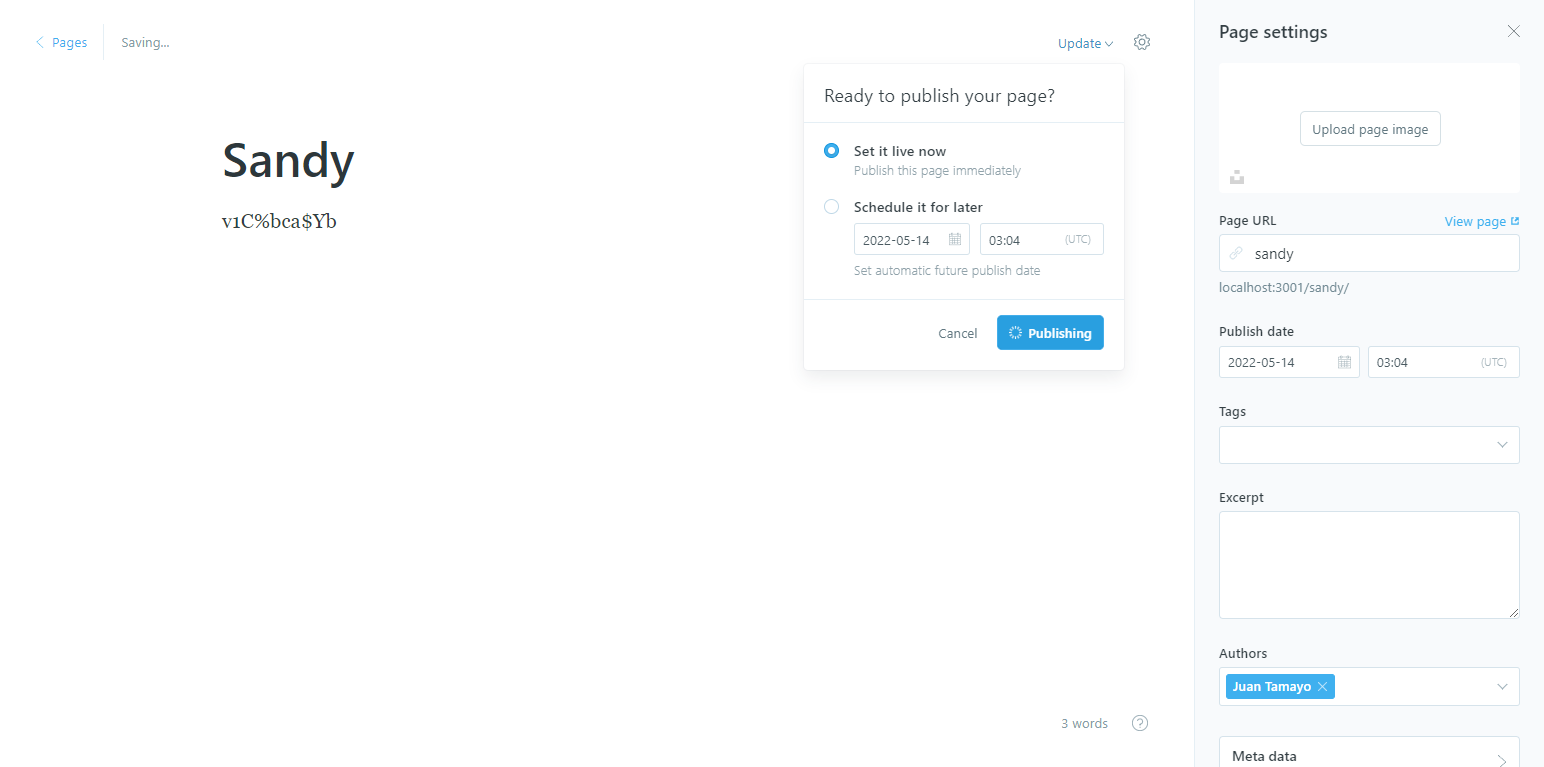 Pages
Saving...
Update
Sandy
v1C%bca$Yb
Ready to publish your page?
Set it live now
Publish this page immediately
Schedule it for later
2022-05-14
03:04 (UTC)
Set automatic future publish date
Cancel
Publishing
3 words
?
Page settings
Upload page image
Page URL
View page
sandy
localhost:3001/sandy/
Publish date
2022-05-14
03:04 (UTC)
Tags
Excerpt
Authors
Juan Tamayo
Meta data